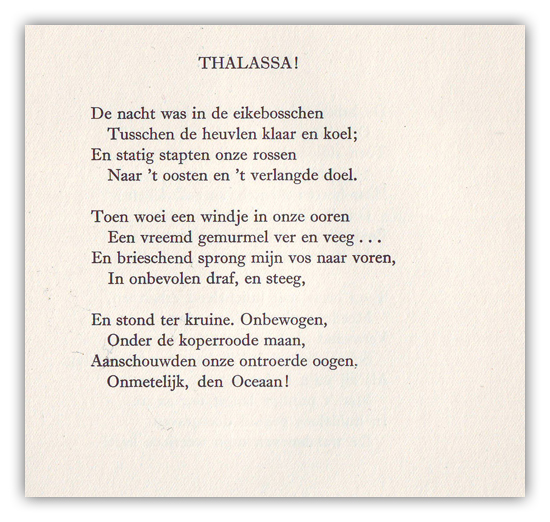 THALASSA!
De nacht was in de eikebosschen
Tusschen de heuvlen klaar en koel;
En statig stapten onze rossen
Naar 't oosten en 't verlangde doel.
Toen woei een windje in onze ooren
Een vreemd gemurmel ver en veeg . . .
En brieschend sprong mijn vos naar voren,
In onbevolen draf, en steeg,
En stond ter kruine. Onbewogen,
Onder de koperroode maan,
Aanschouwden onze ontroerde oogen,
Onmetelijk, den Oceaan!